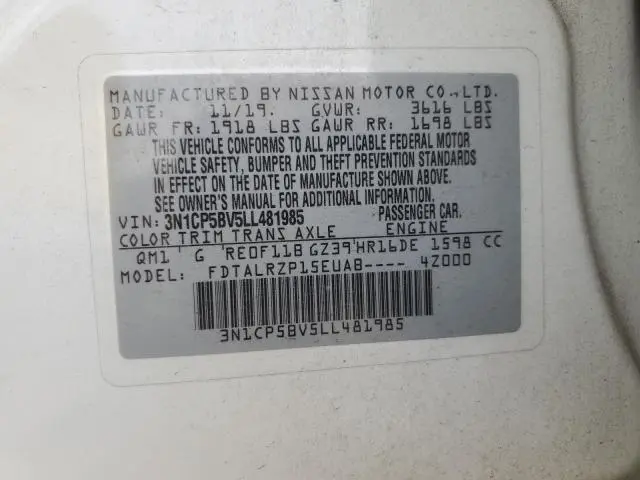 MANUFACTURED BY NISSAN MOTOR CO.,LTD.
DATE: 11/19. GVWR: 3616 LBS
GAWR FR: 1918 LBS GAWR RR: 1698 LBS
THIS VEHICLE CONFORMS TO ALL APPLICABLE FEDERAL MOTOR
VEHICLE SAFETY, BUMPER AND THEFT PREVENTION STANDARDS
IN EFFECT ON THE DATE OF MANUFACTURE SHOWN ABOVE.
SEE OWNER'S MANUAL FOR ADDITIONAL INFORMATION.
VIN: 3N1CP5BV5LL481985 PASSENGER CAR.
COLOR TRIM TRANS AXLE ENGINE
QM1 G RE0F11B GZ39 HR16DE 1598 CC
MODEL: FDTALRZP15EUAB---- 4Z000
3N1CP5BV5LL481985